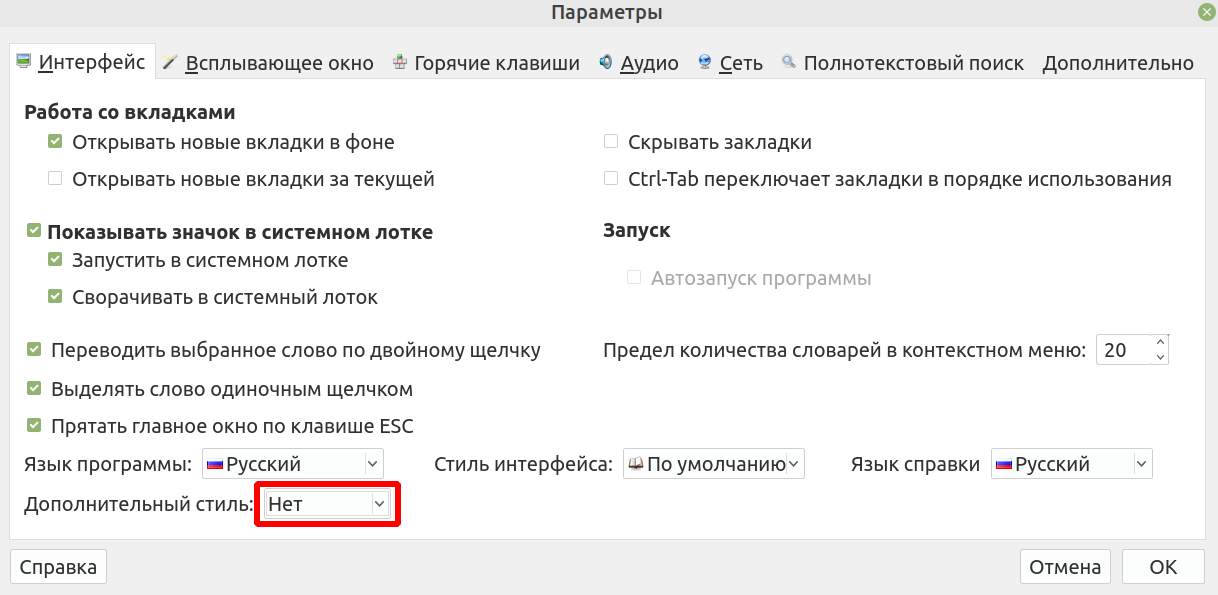 Параметры
Интерфейс Всплывающее окно Горячие клавиши Аудио Сеть Полнотекстовый поиск Дополнительно
Работа со вкладками
Открывать новые вкладки в фоне Скрывать закладки
Открывать новые вкладки за текущей Ctrl-Tab переключает закладки в порядке использования
Показывать значок в системном лотке Запуск
Запустить в системном лотке Автозапуск программы
Сворачивать в системный лоток
Переводить выбранное слово по двойному щелчку Предел количества словарей в контекстном меню: 20
Выделять слово одиночным щелчком
Прятать главное окно по клавише ESC
Язык программы: Русский Стиль интерфейса: По умолчанию Язык справки Русский
Дополнительный стиль: Нет
Справка Отмена OK